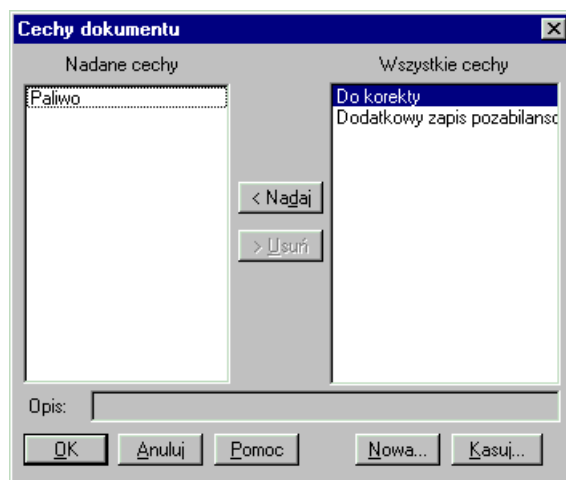 Cechy dokumentu
Nadane cechy
Wszystkie cechy
Paliwo
Do korekty
Dodatkowy zapis pozabilansc
< Nadaj
> Usuń
Opis:
OK
Anuluj
Pomoc
Nowa...
Kasuj...